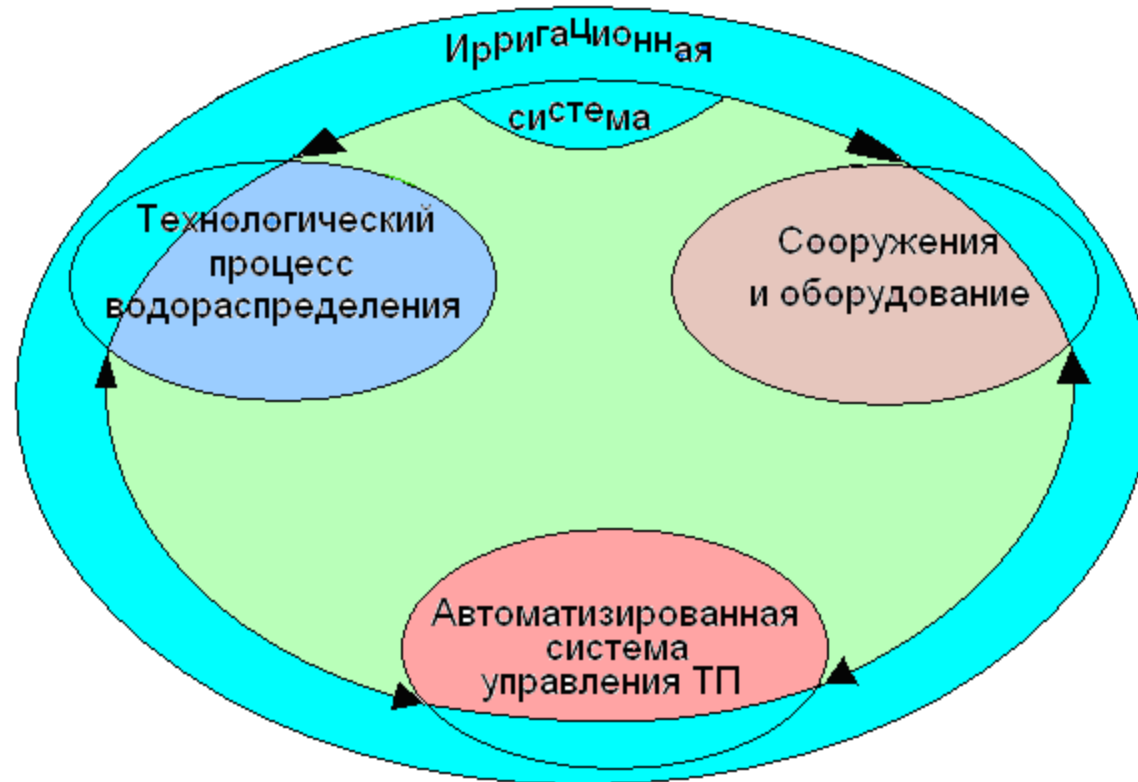 Ирригационная
система
Технологический
процесс
водораспределения
Сооружения
и оборудование
Автоматизированная
система
управления ТП